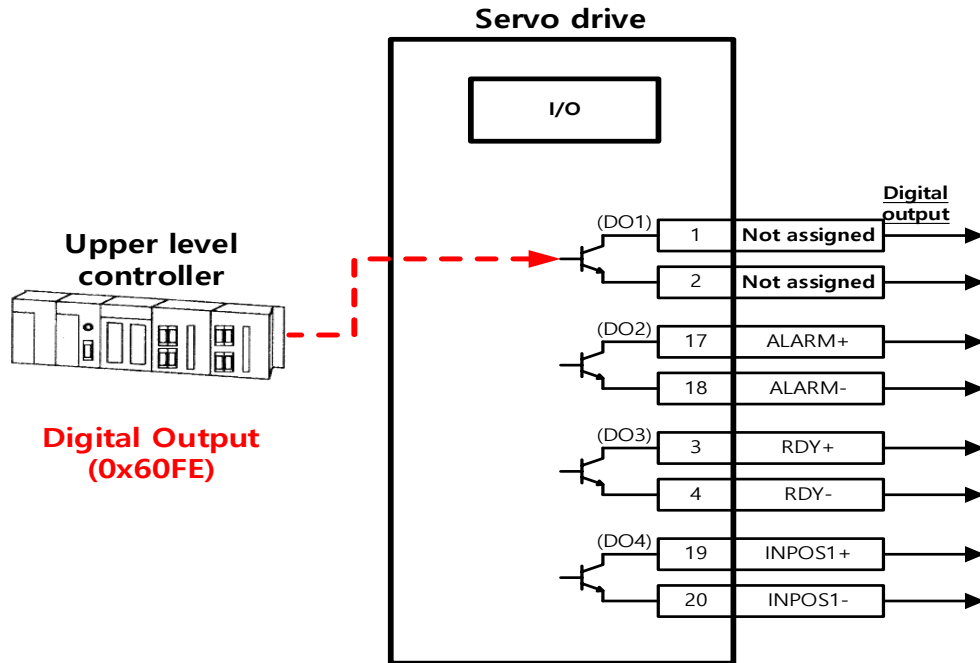 Servo drive
I/O
Digital
output
(DO1)
1
Not assigned
2
Not assigned
Upper level
controller
(DO2)
17
ALARM+
18
ALARM-
Digital Output
(0x60FE)
(DO3)
3
RDY+
4
RDY-
(DO4)
19
INPOS1+
20
INPOS1-